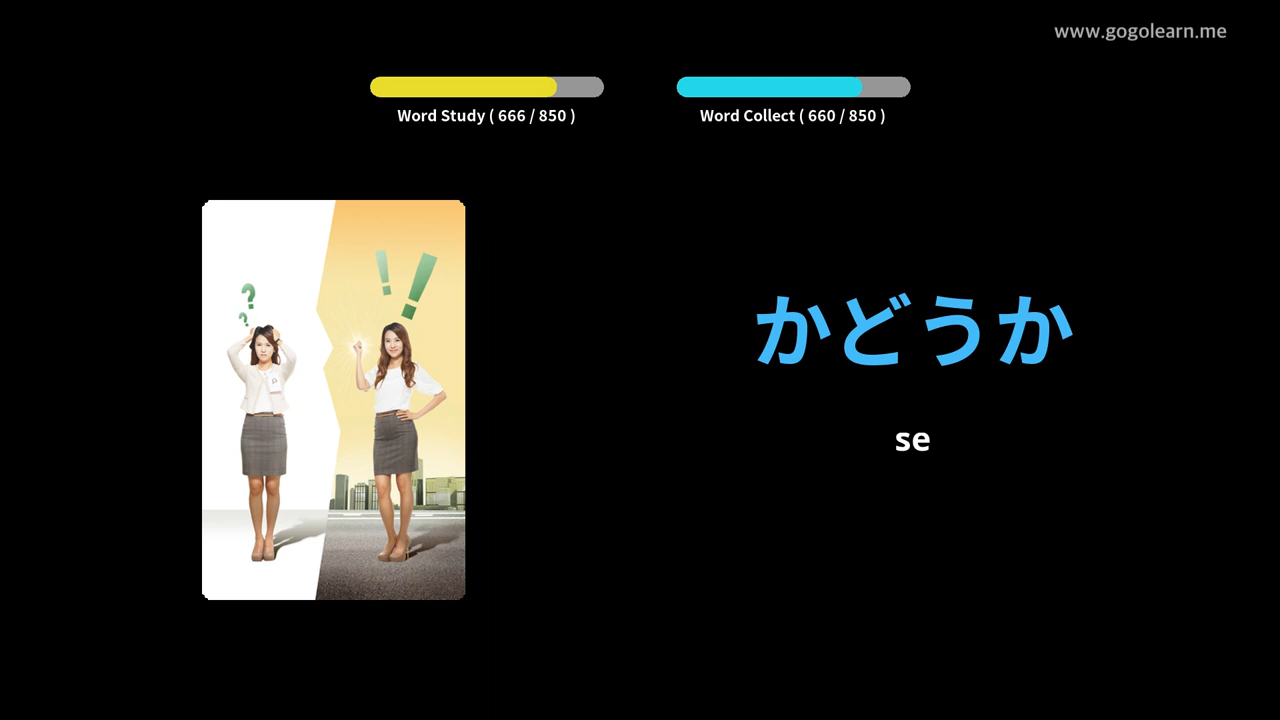 www.gogolearn.me
Word Study ( 666 / 850 )
Word Collect ( 660 / 850 )
? ?
! !
かどうか
se